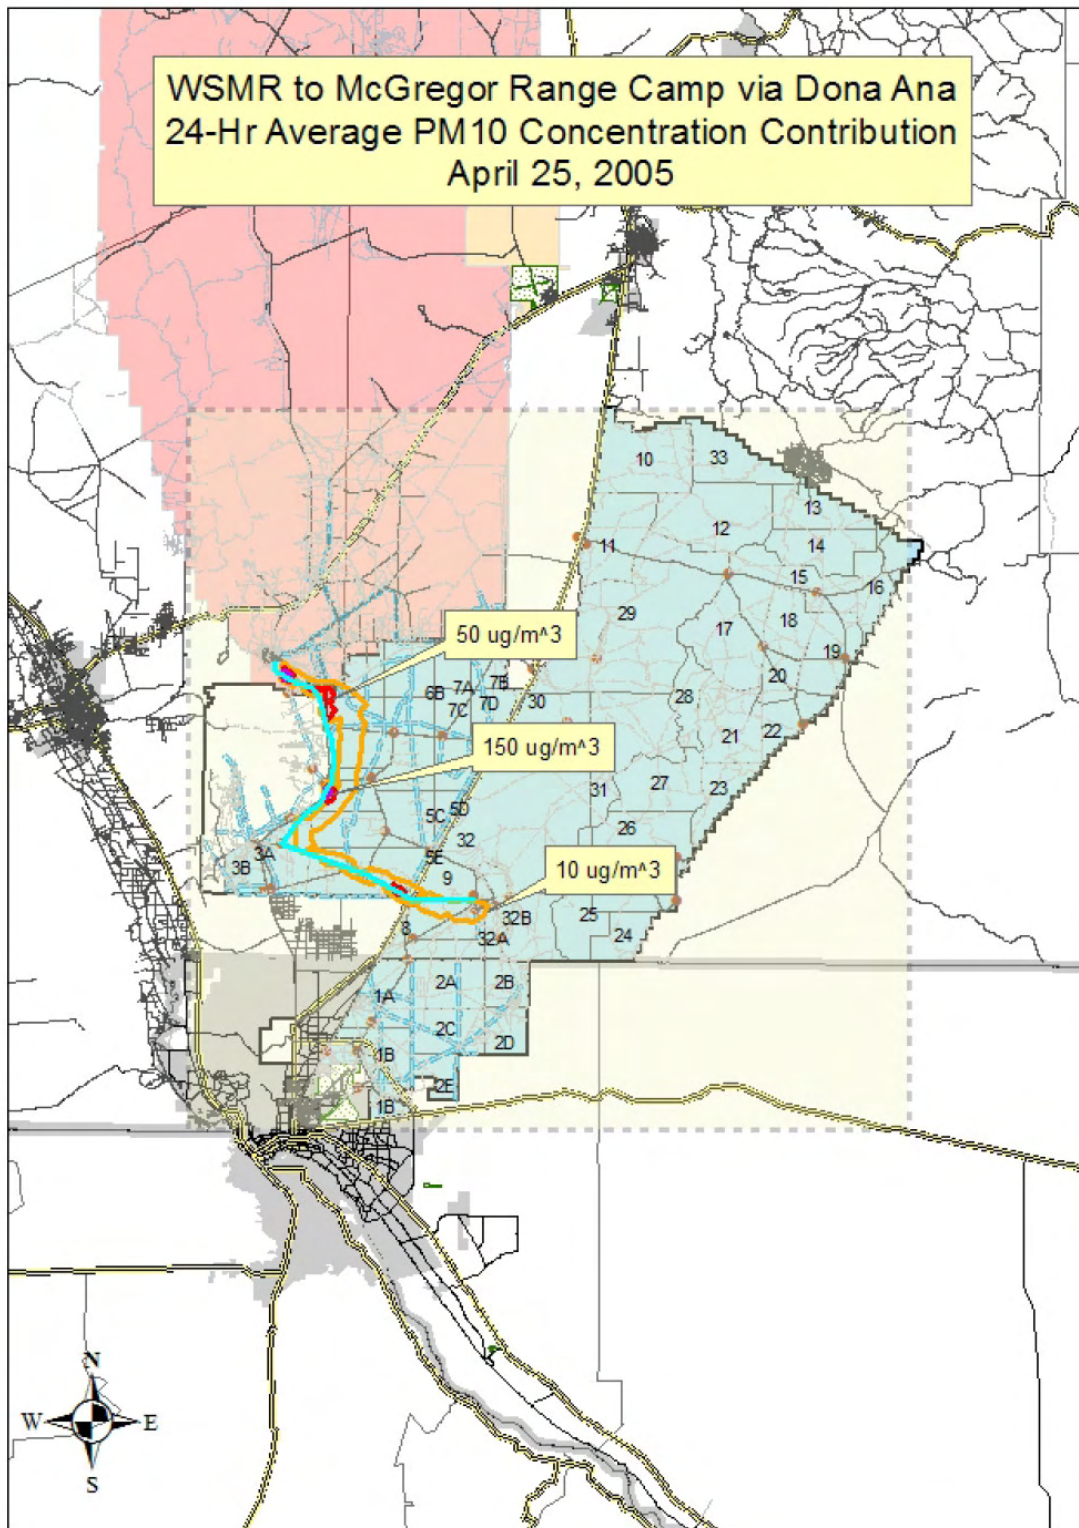 WSMR to McGregor Range Camp via Dona Ana
24-Hr Average PM10 Concentration Contribution
April 25, 2005
10
33
13
12
14
11
15
16
29
18
17
50 ug/m^3
19
7B
7A
20
6B
7D
30
28
7C
22
21
150 ug/m^3
27
23
31
5D
5C
26
32
3A
5E
3B
9
10 ug/m^3
32B
25
8
24
32A
2A
2B
1A
2C
2D
1B
2E
1B
N
W
E
S